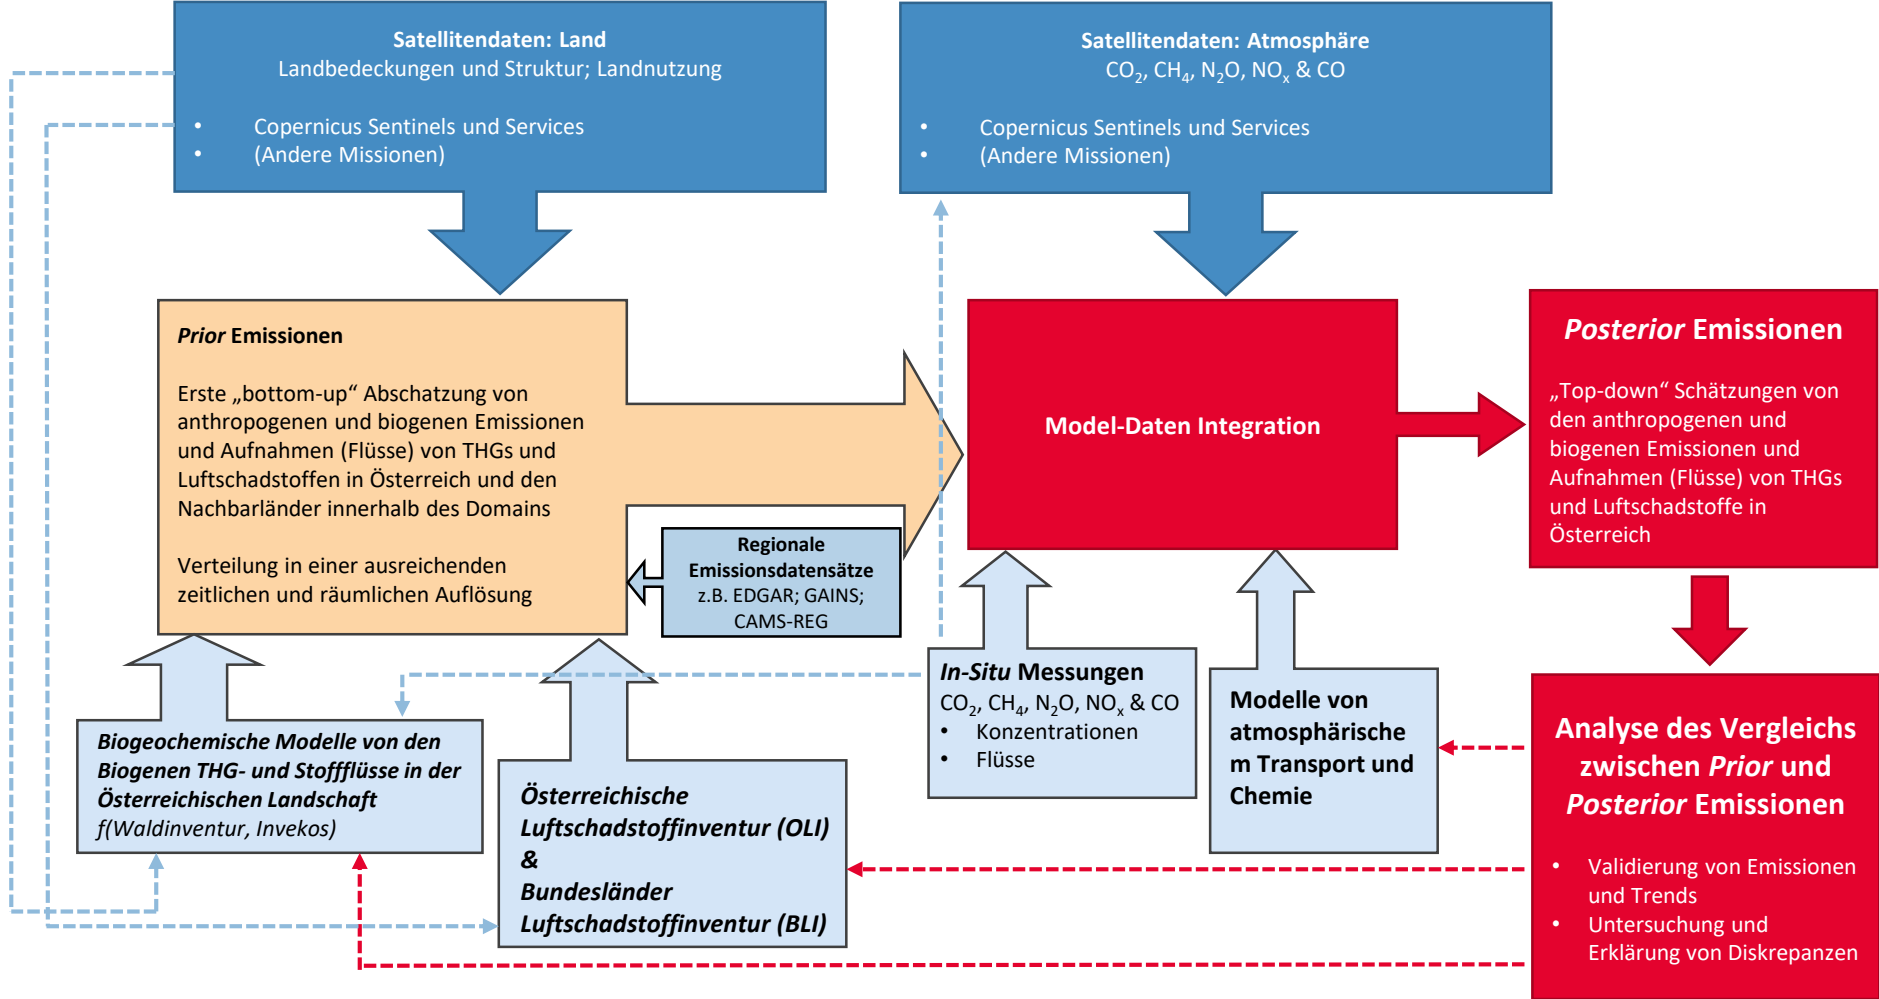 Satellitendaten: Land
Landbedeckungen und Struktur; Landnutzung
• Copernicus Sentinels und Services
• (Andere Missionen)
Satellitendaten: Atmosphäre
CO₂, CH₄, N₂O, NOₓ & CO
• Copernicus Sentinels und Services
• (Andere Missionen)
Prior Emissionen
Erste „bottom-up“ Abschatzung von
anthropogenen und biogenen Emissionen
und Aufnahmen (Flüsse) von THGs und
Luftschadstoffen in Österreich und den
Nachbarländer innerhalb des Domains
Verteilung in einer ausreichenden
zeitlichen und räumlichen Auflösung
Regionale
Emissionsdatensätze
z.B. EDGAR; GAINS;
CAMS-REG
Model-Daten Integration
Posterior Emissionen
„Top-down“ Schätzungen von
den anthropogenen und
biogenen Emissionen und
Aufnahmen (Flüsse) von THGs
und Luftschadstoffe in
Österreich
Biogeochemische Modelle von den
Biogenen THG- und Stoffflüsse in der
Österreichischen Landschaft
f(Waldinventur, Invekos)
Österreichische
Luftschadstoffinventur (OLI)
&
Bundesländer
Luftschadstoffinventur (BLI)
In-Situ Messungen
CO₂, CH₄, N₂O, NOₓ & CO
• Konzentrationen
• Flüsse
Modelle von
atmosphärische
m Transport und
Chemie
Analyse des Vergleichs
zwischen Prior und
Posterior Emissionen
• Validierung von Emissionen
und Trends
• Untersuchung und
Erklärung von Diskrepanzen